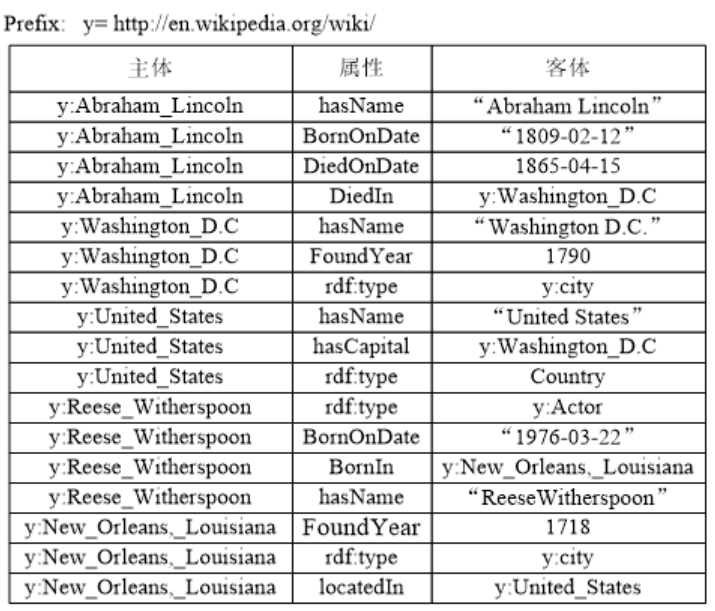 Prefix: y= http://en.wikipedia.org/wiki/
主体 属性 客体
y:Abraham_Lincoln hasName “Abraham Lincoln”
y:Abraham_Lincoln BornOnDate “1809-02-12”
y:Abraham_Lincoln DiedOnDate 1865-04-15
y:Abraham_Lincoln DiedIn y:Washington_D.C
y:Washington_D.C hasName “Washington D.C.”
y:Washington_D.C FoundYear 1790
y:Washington_D.C rdf:type y:city
y:United_States hasName “United States”
y:United_States hasCapital y:Washington_D.C
y:United_States rdf:type Country
y:Reese_Witherspoon rdf:type y:Actor
y:Reese_Witherspoon BornOnDate “1976-03-22”
y:Reese_Witherspoon BornIn y:New_Orleans,_Louisiana
y:Reese_Witherspoon hasName “ReeseWitherspoon”
y:New_Orleans,_Louisiana FoundYear 1718
y:New_Orleans,_Louisiana rdf:type y:city
y:New_Orleans,_Louisiana locatedIn y:United_States